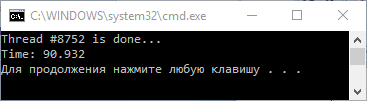 C:\WINDOWS\system32\cmd.exe
Thread #8752 is done...
Time: 90.932
Для продолжения нажмите любую клавишу . . .